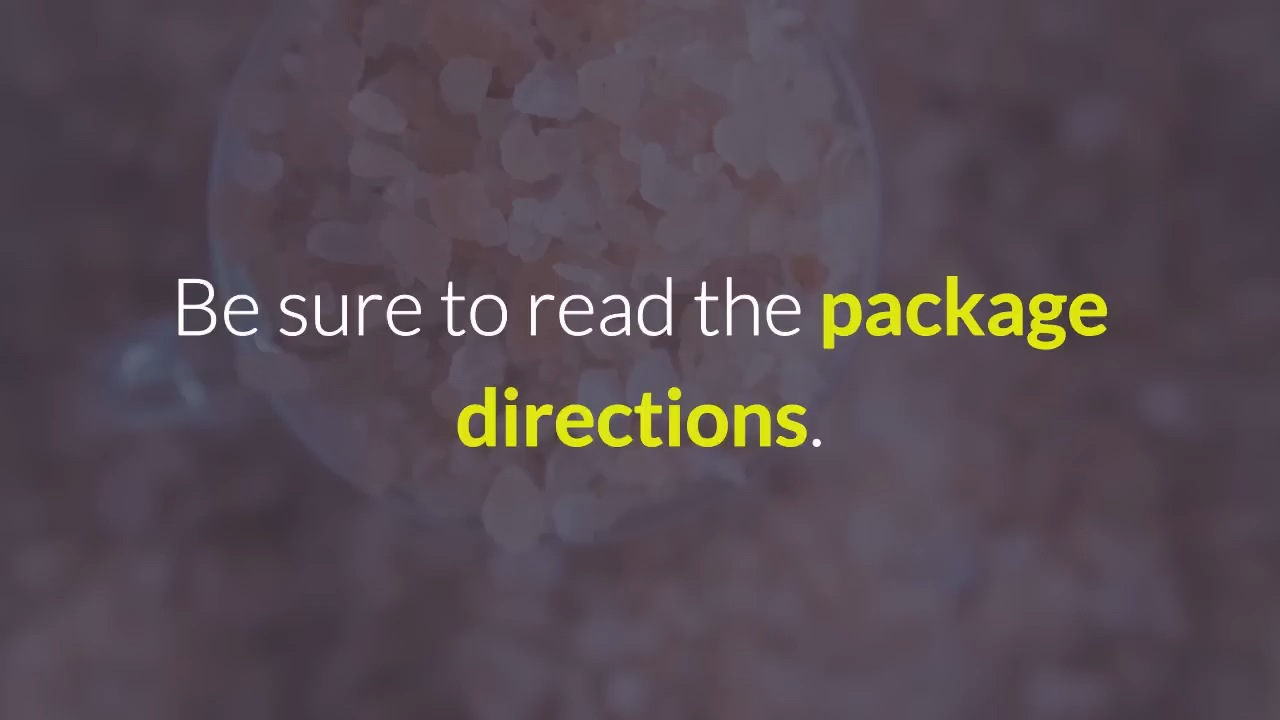 Be sure to read the package
directions.